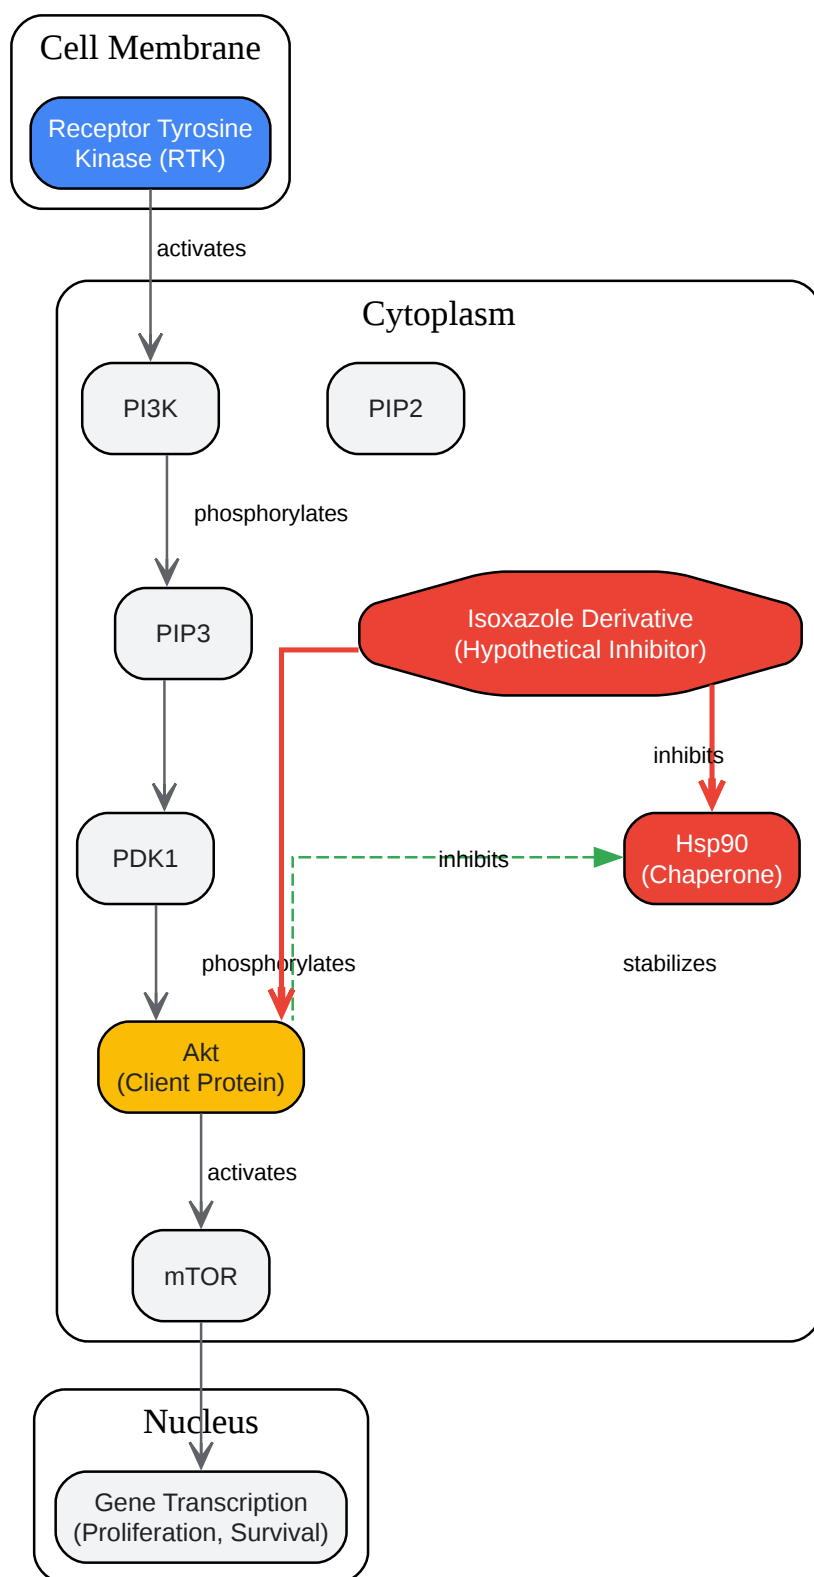 Cell Membrane
Receptor Tyrosine
Kinase (RTK)
activates
Cytoplasm
PI3K
PIP2
phosphorylates
PIP3
Isoxazole Derivative
(Hypothetical Inhibitor)
inhibits
PDK1
inhibits
Hsp90
(Chaperone)
phosphorylates
stabilizes
Akt
(Client Protein)
activates
mTOR
Nucleus
Gene Transcription
(Proliferation, Survival)